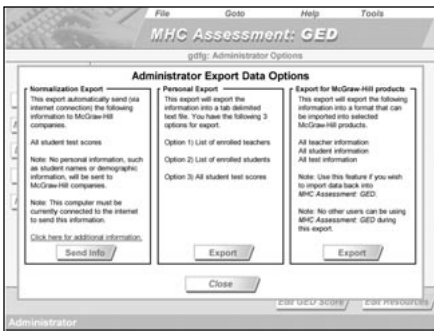 File Goto Help Tools
MHC Assessment: GED
gdfg: Administrator Options
Administrator Export Data Options
Normalization Export
This export automatically send (via
internet connection) the following
information to McGraw-Hill
companies.
All student test scores
Note: No personal information, such
as student names or demographic
information, will be sent to
McGraw-Hill companies.
Note: This computer must be
currently connected to the internet
to send this information.
Click here for additional information.
Send Info
Personal Export
This export will export the
information into a tab delimited
text file. You have the following 3
options for export.
Option 1) List of enrolled teachers
Option 2) List of enrolled students
Option 3) All student test scores
Export
Export for McGraw-Hill products
This export will export the following
information into a format that can
be imported into selected
McGraw-Hill products.
All teacher information
All student information
All test information
Note: Use this feature if you wish
to import data back into
MHC Assessment: GED.
Note: No other users can be using
MHC Assessment: GED during
this export.
Export
Close
Edit GED Score Edit Resources
Administrator